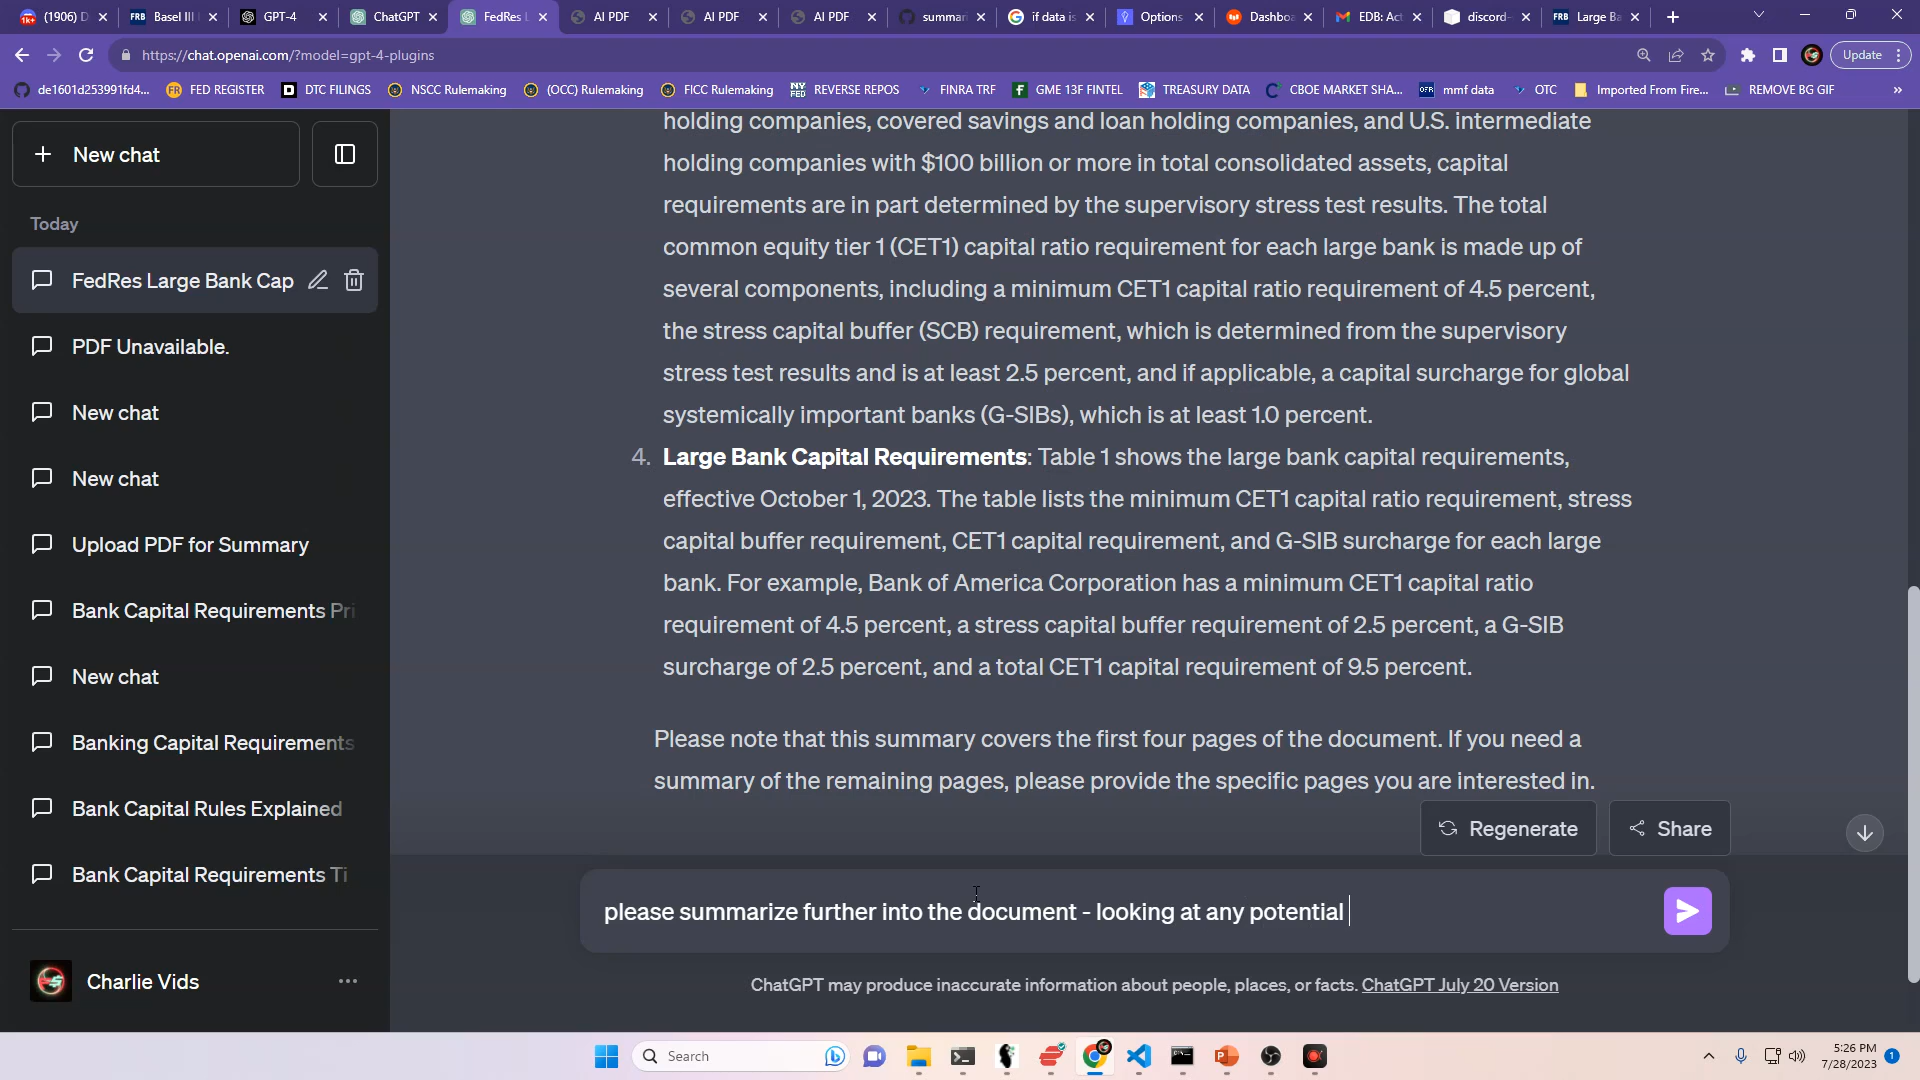 (1906) D
Basel III
GPT-4
ChatGPT
FedRes L
AI PDF
AI PDF
AI PDF
summari
if data is
Options
Dashboa
EDB: Act
discord-
Large Ba
https://chat.openai.com/?model=gpt-4-plugins
Update
de1601d253991fd4...
FED REGISTER
DTC FILINGS
NSCC Rulemaking
(OCC) Rulemaking
FICC Rulemaking
REVERSE REPOS
FINRA TRF
GME 13F FINTEL
TREASURY DATA
CBOE MARKET SHA...
mmf data
OTC
Imported From Fire...
REMOVE BG GIF
»
New chat
Today
FedRes Large Bank Cap
PDF Unavailable.
New chat
New chat
Upload PDF for Summary
Bank Capital Requirements Pri
New chat
Banking Capital Requirements
Bank Capital Rules Explained
Bank Capital Requirements Ti
Charlie Vids
holding companies, covered savings and loan holding companies, and U.S. intermediate
holding companies with $100 billion or more in total consolidated assets, capital
requirements are in part determined by the supervisory stress test results. The total
common equity tier 1 (CET1) capital ratio requirement for each large bank is made up of
several components, including a minimum CET1 capital ratio requirement of 4.5 percent,
the stress capital buffer (SCB) requirement, which is determined from the supervisory
stress test results and is at least 2.5 percent, and if applicable, a capital surcharge for global
systemically important banks (G-SIBs), which is at least 1.0 percent.
4. Large Bank Capital Requirements: Table 1 shows the large bank capital requirements,
effective October 1, 2023. The table lists the minimum CET1 capital ratio requirement, stress
capital buffer requirement, CET1 capital requirement, and G-SIB surcharge for each large
bank. For example, Bank of America Corporation has a minimum CET1 capital ratio
requirement of 4.5 percent, a stress capital buffer requirement of 2.5 percent, a G-SIB
surcharge of 2.5 percent, and a total CET1 capital requirement of 9.5 percent.
Please note that this summary covers the first four pages of the document. If you need a
summary of the remaining pages, please provide the specific pages you are interested in.
Regenerate
Share
please summarize further into the document - looking at any potential
ChatGPT may produce inaccurate information about people, places, or facts. ChatGPT July 20 Version
Search
5:26 PM
7/28/2023
1